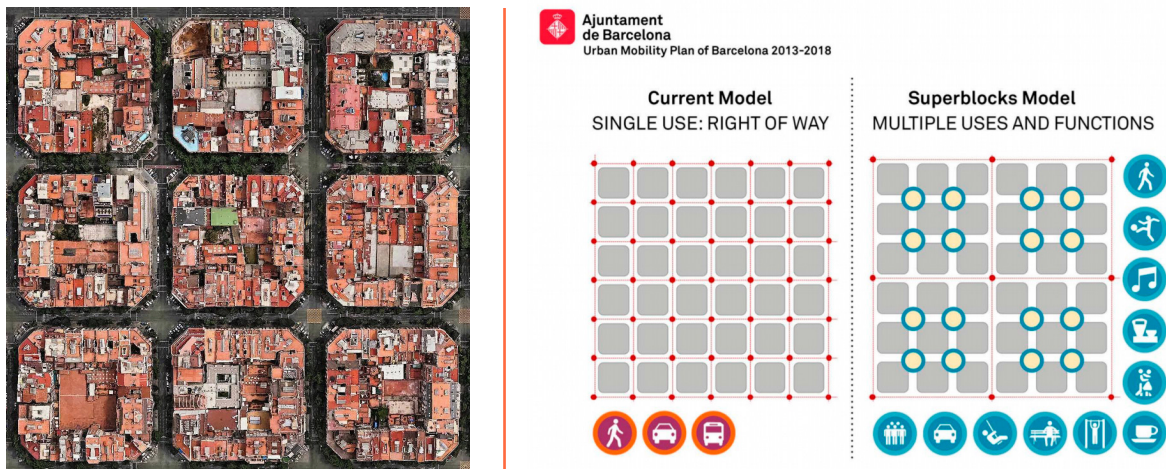 Ajuntament
de Barcelona
Urban Mobility Plan of Barcelona 2013-2018
Current Model
SINGLE USE: RIGHT OF WAY
Superblocks Model
MULTIPLE USES AND FUNCTIONS